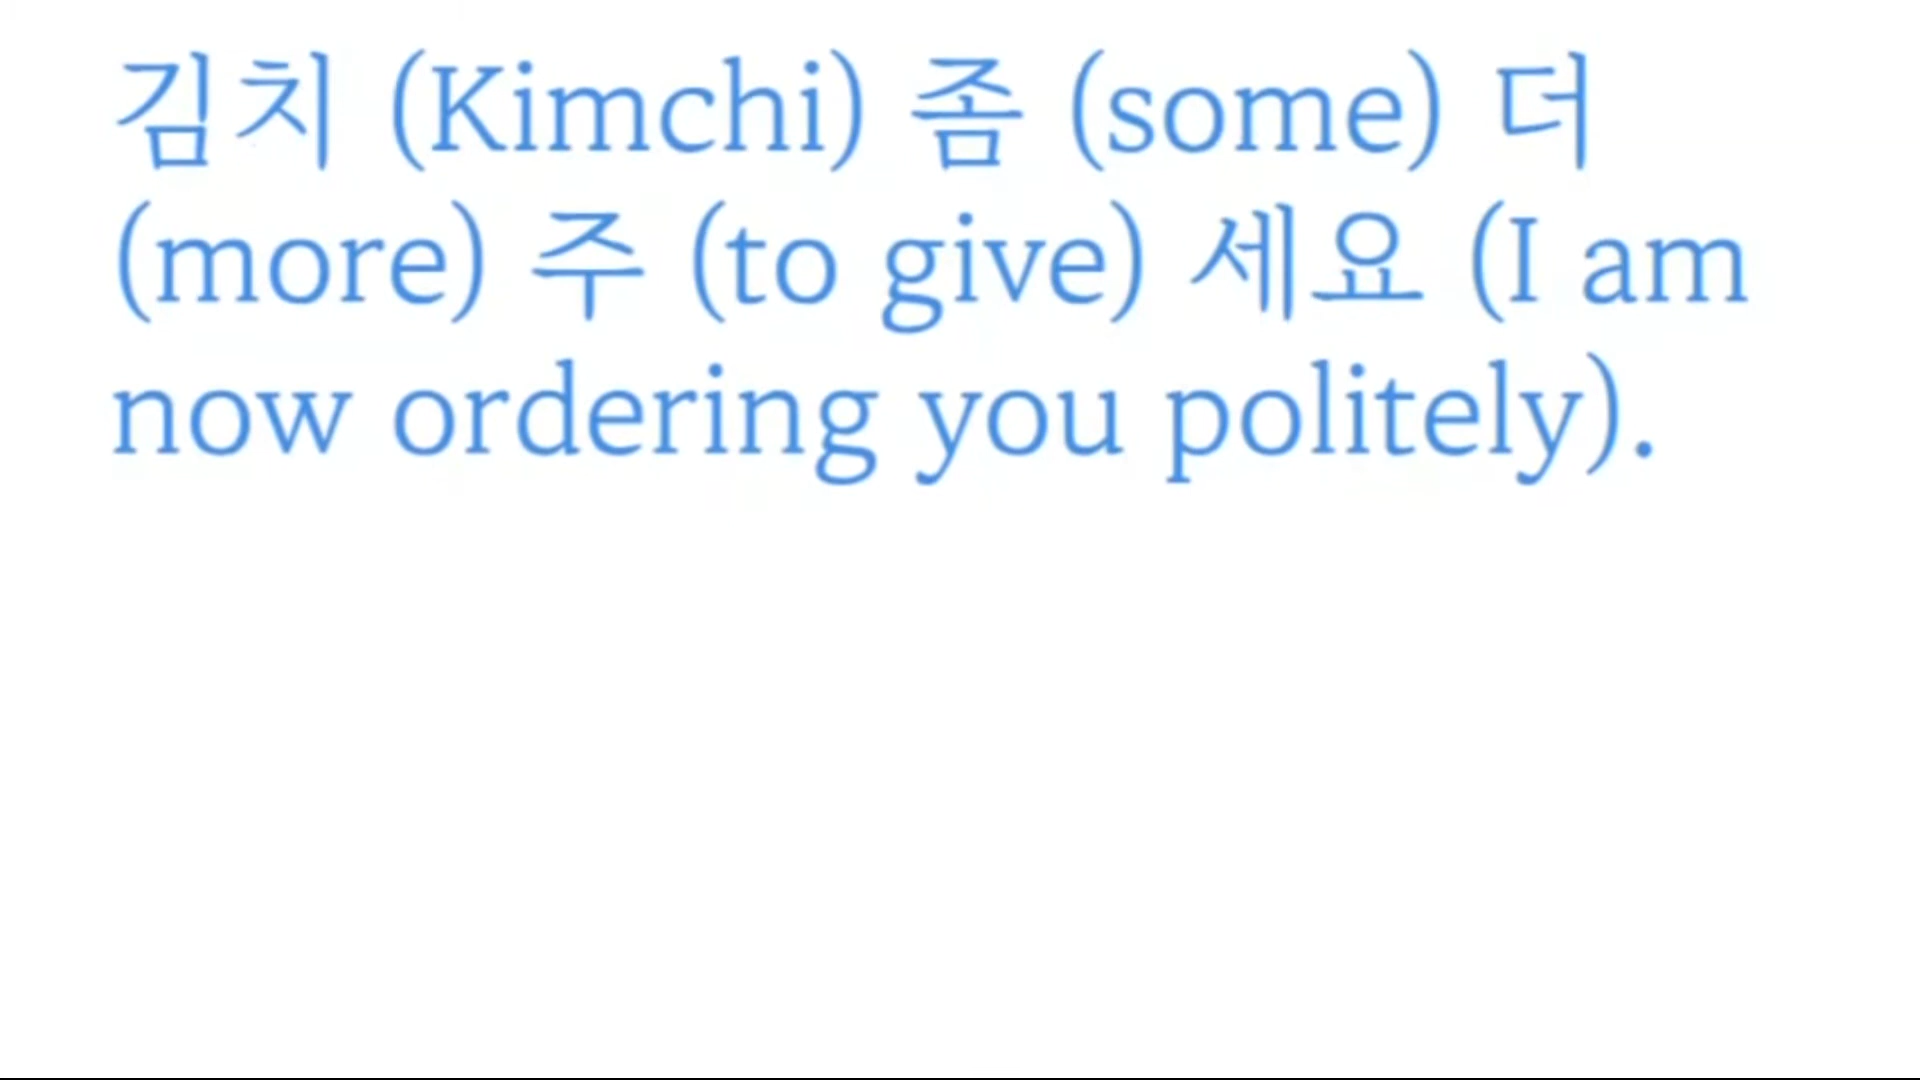 김치 (Kimchi) 좀 (some) 더
(more) 주 (to give) 세요 (I am
now ordering you politely).